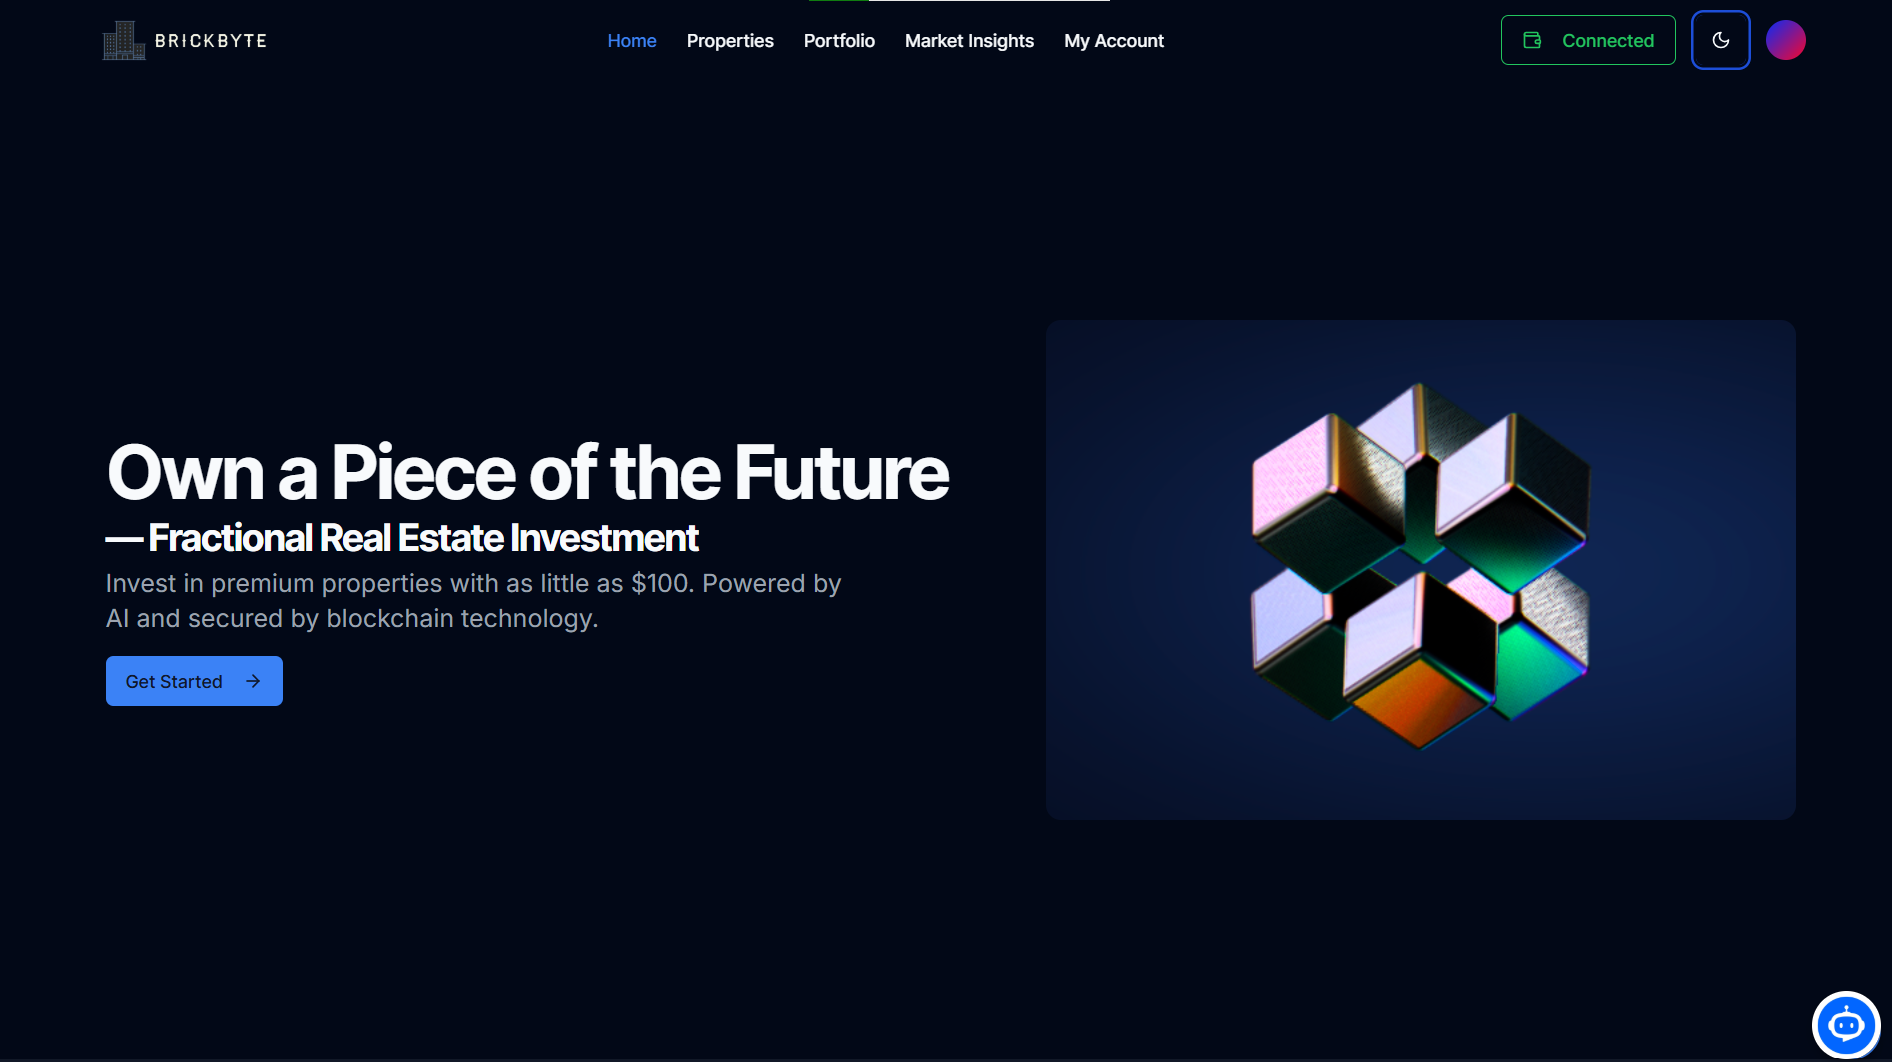 BRICKBYTE
Home
Properties
Portfolio
Market Insights
My Account
Connected
Own a Piece of the Future
— Fractional Real Estate Investment
Invest in premium properties with as little as $100. Powered by
AI and secured by blockchain technology.
Get Started